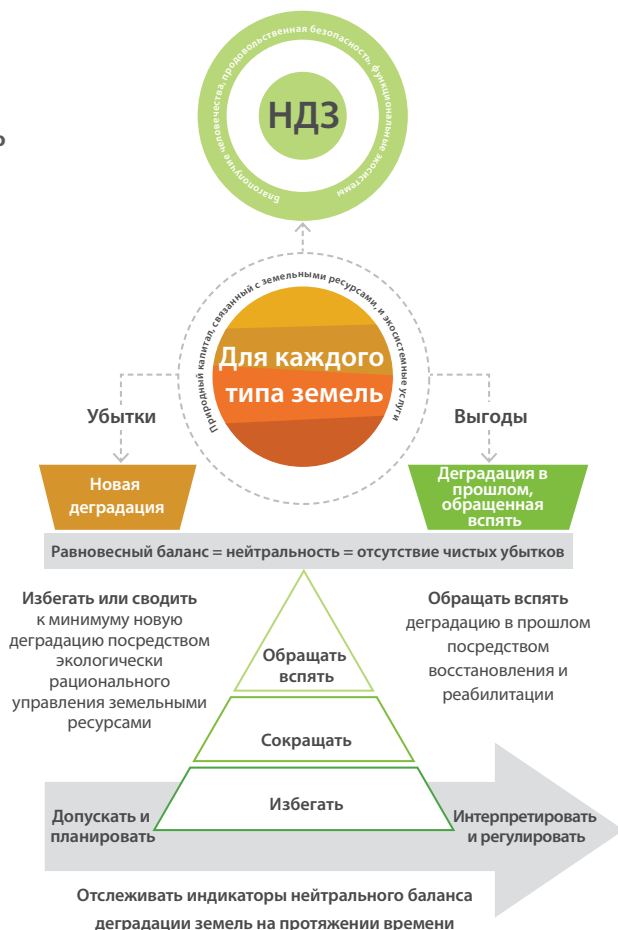 Благополучие человечества, продовольственная безопасность, функциональные экосистемы
НДЗ
Природный капитал, связанный с земельными ресурсами, и экосистемные услуги
Для каждого
типа земель
Убытки
Выгоды
Новая
деградация
Деградация в
прошлом,
обращенная
вспять
Равновесный баланс = нейтральность = отсутствие чистых убытков
Избегать или сводить
к минимуму новую
деградацию посредством
экологически
рационального
управления земельными
ресурсами
Обращать вспять
деградацию в прошлом
посредством
восстановления и
реабилитации
Обращать
вспять
Сокращать
Избегать
Допускать и
планировать
Интерпретировать
и регулировать
Отслеживать индикаторы нейтрального баланса
деградации земель на протяжении времени